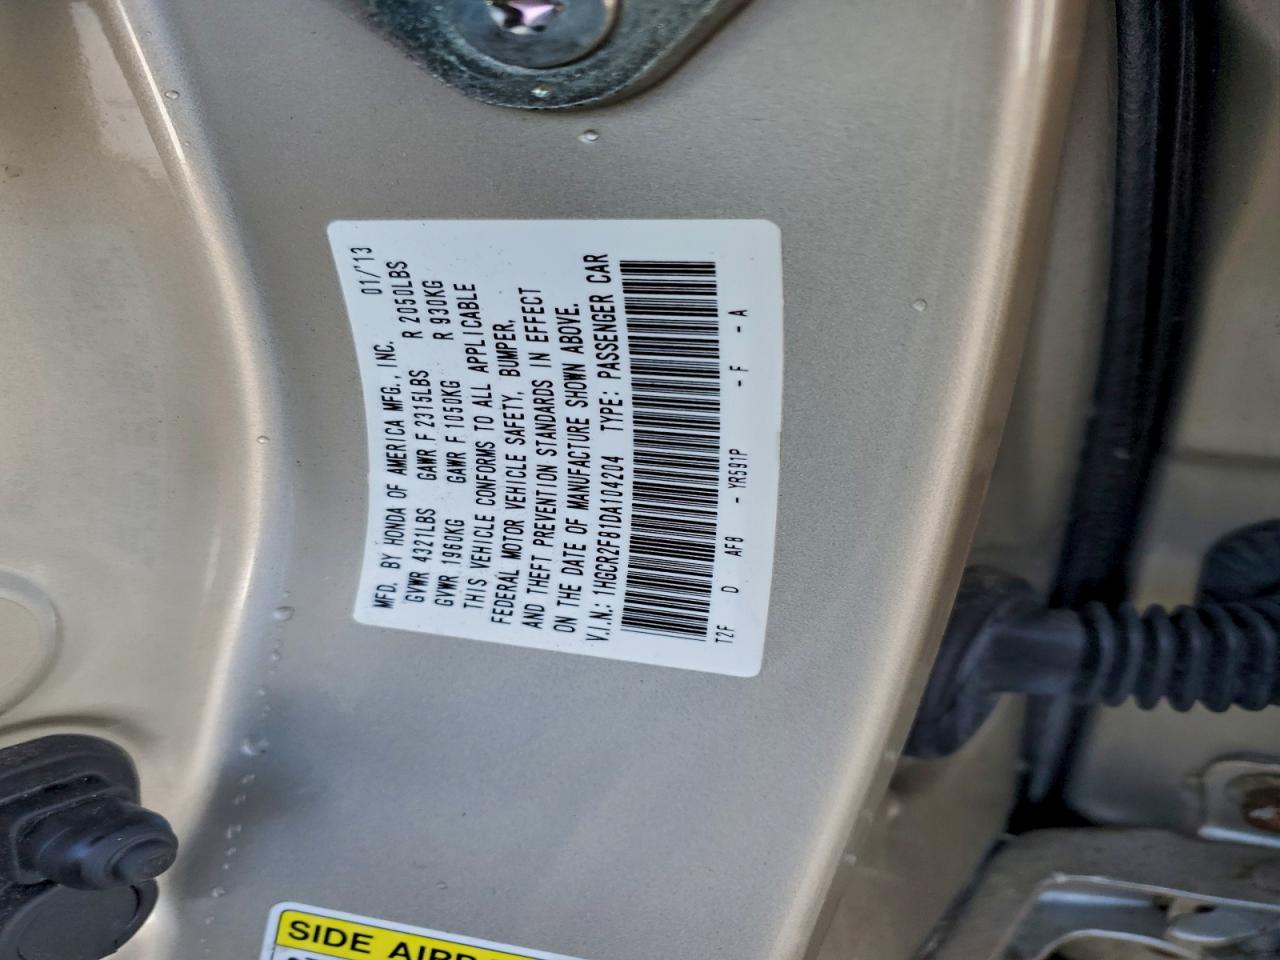 MFD. BY HONDA OF AMERICA MFG., INC. 01/'13
GVWR 4321LBS GAWR F 2315LBS R 2050LBS
GVWR 1960KG GAWR F 1050KG R 930KG
THIS VEHICLE CONFORMS TO ALL APPLICABLE
FEDERAL MOTOR VEHICLE SAFETY, BUMPER,
AND THEFT PREVENTION STANDARDS IN EFFECT
ON THE DATE OF MANUFACTURE SHOWN ABOVE.
V.I.N.: 1HGCR2F81DA104204 TYPE: PASSENGER CAR
T2F D AF8 - YR591P - F - A
SIDE